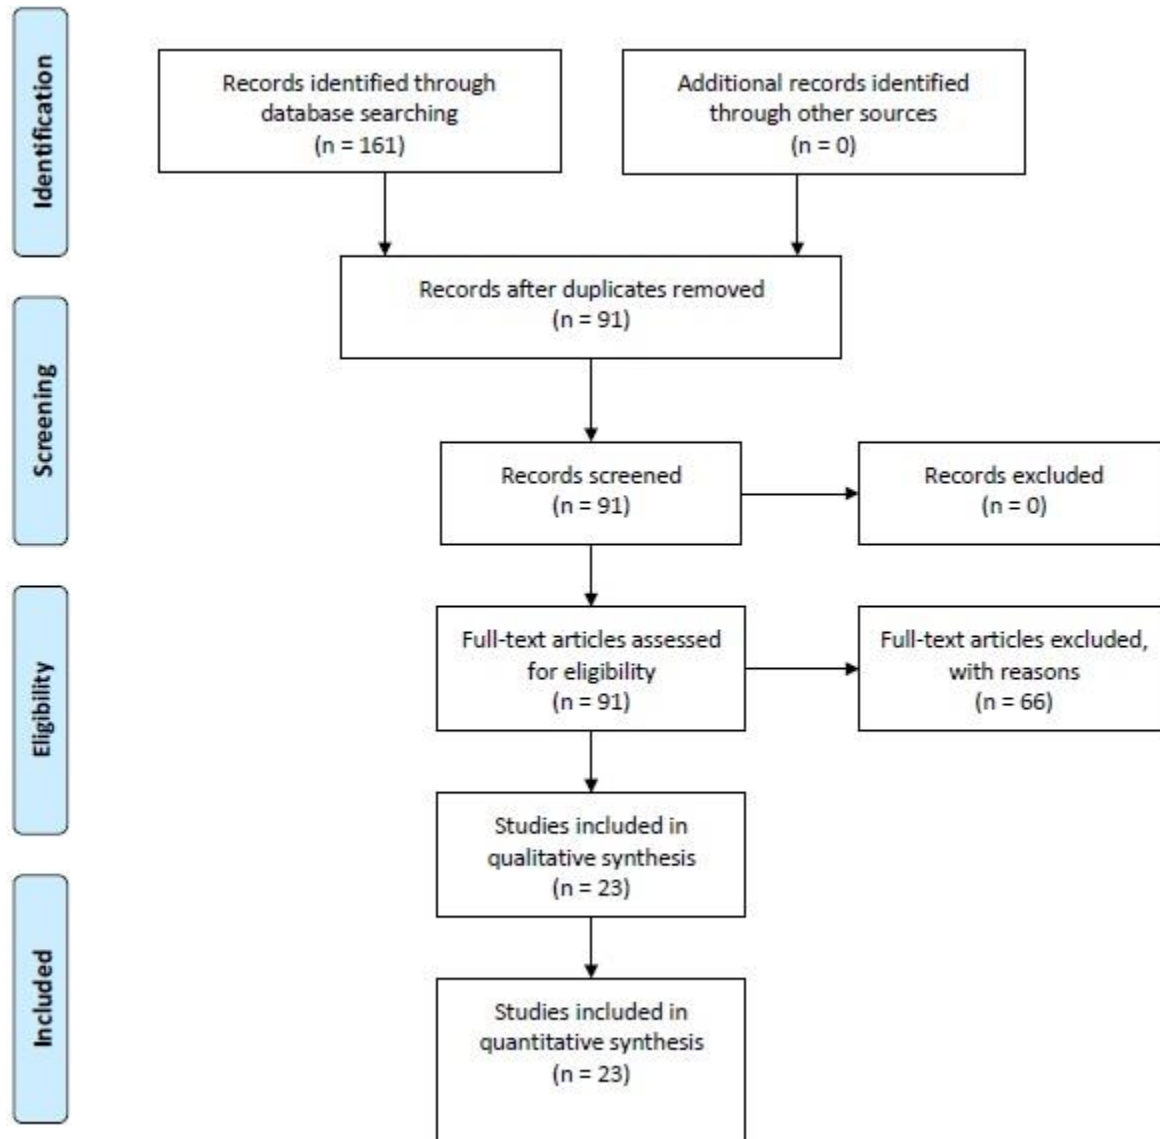 Identification
Records identified through
database searching
(n = 161)
Additional records identified
through other sources
(n = 0)
Records after duplicates removed
(n = 91)
Screening
Records screened
(n = 91)
Records excluded
(n = 0)
Eligibility
Full-text articles assessed
for eligibility
(n = 91)
Full-text articles excluded,
with reasons
(n = 66)
Studies included in
qualitative synthesis
(n = 23)
Included
Studies included in
quantitative synthesis
(n = 23)